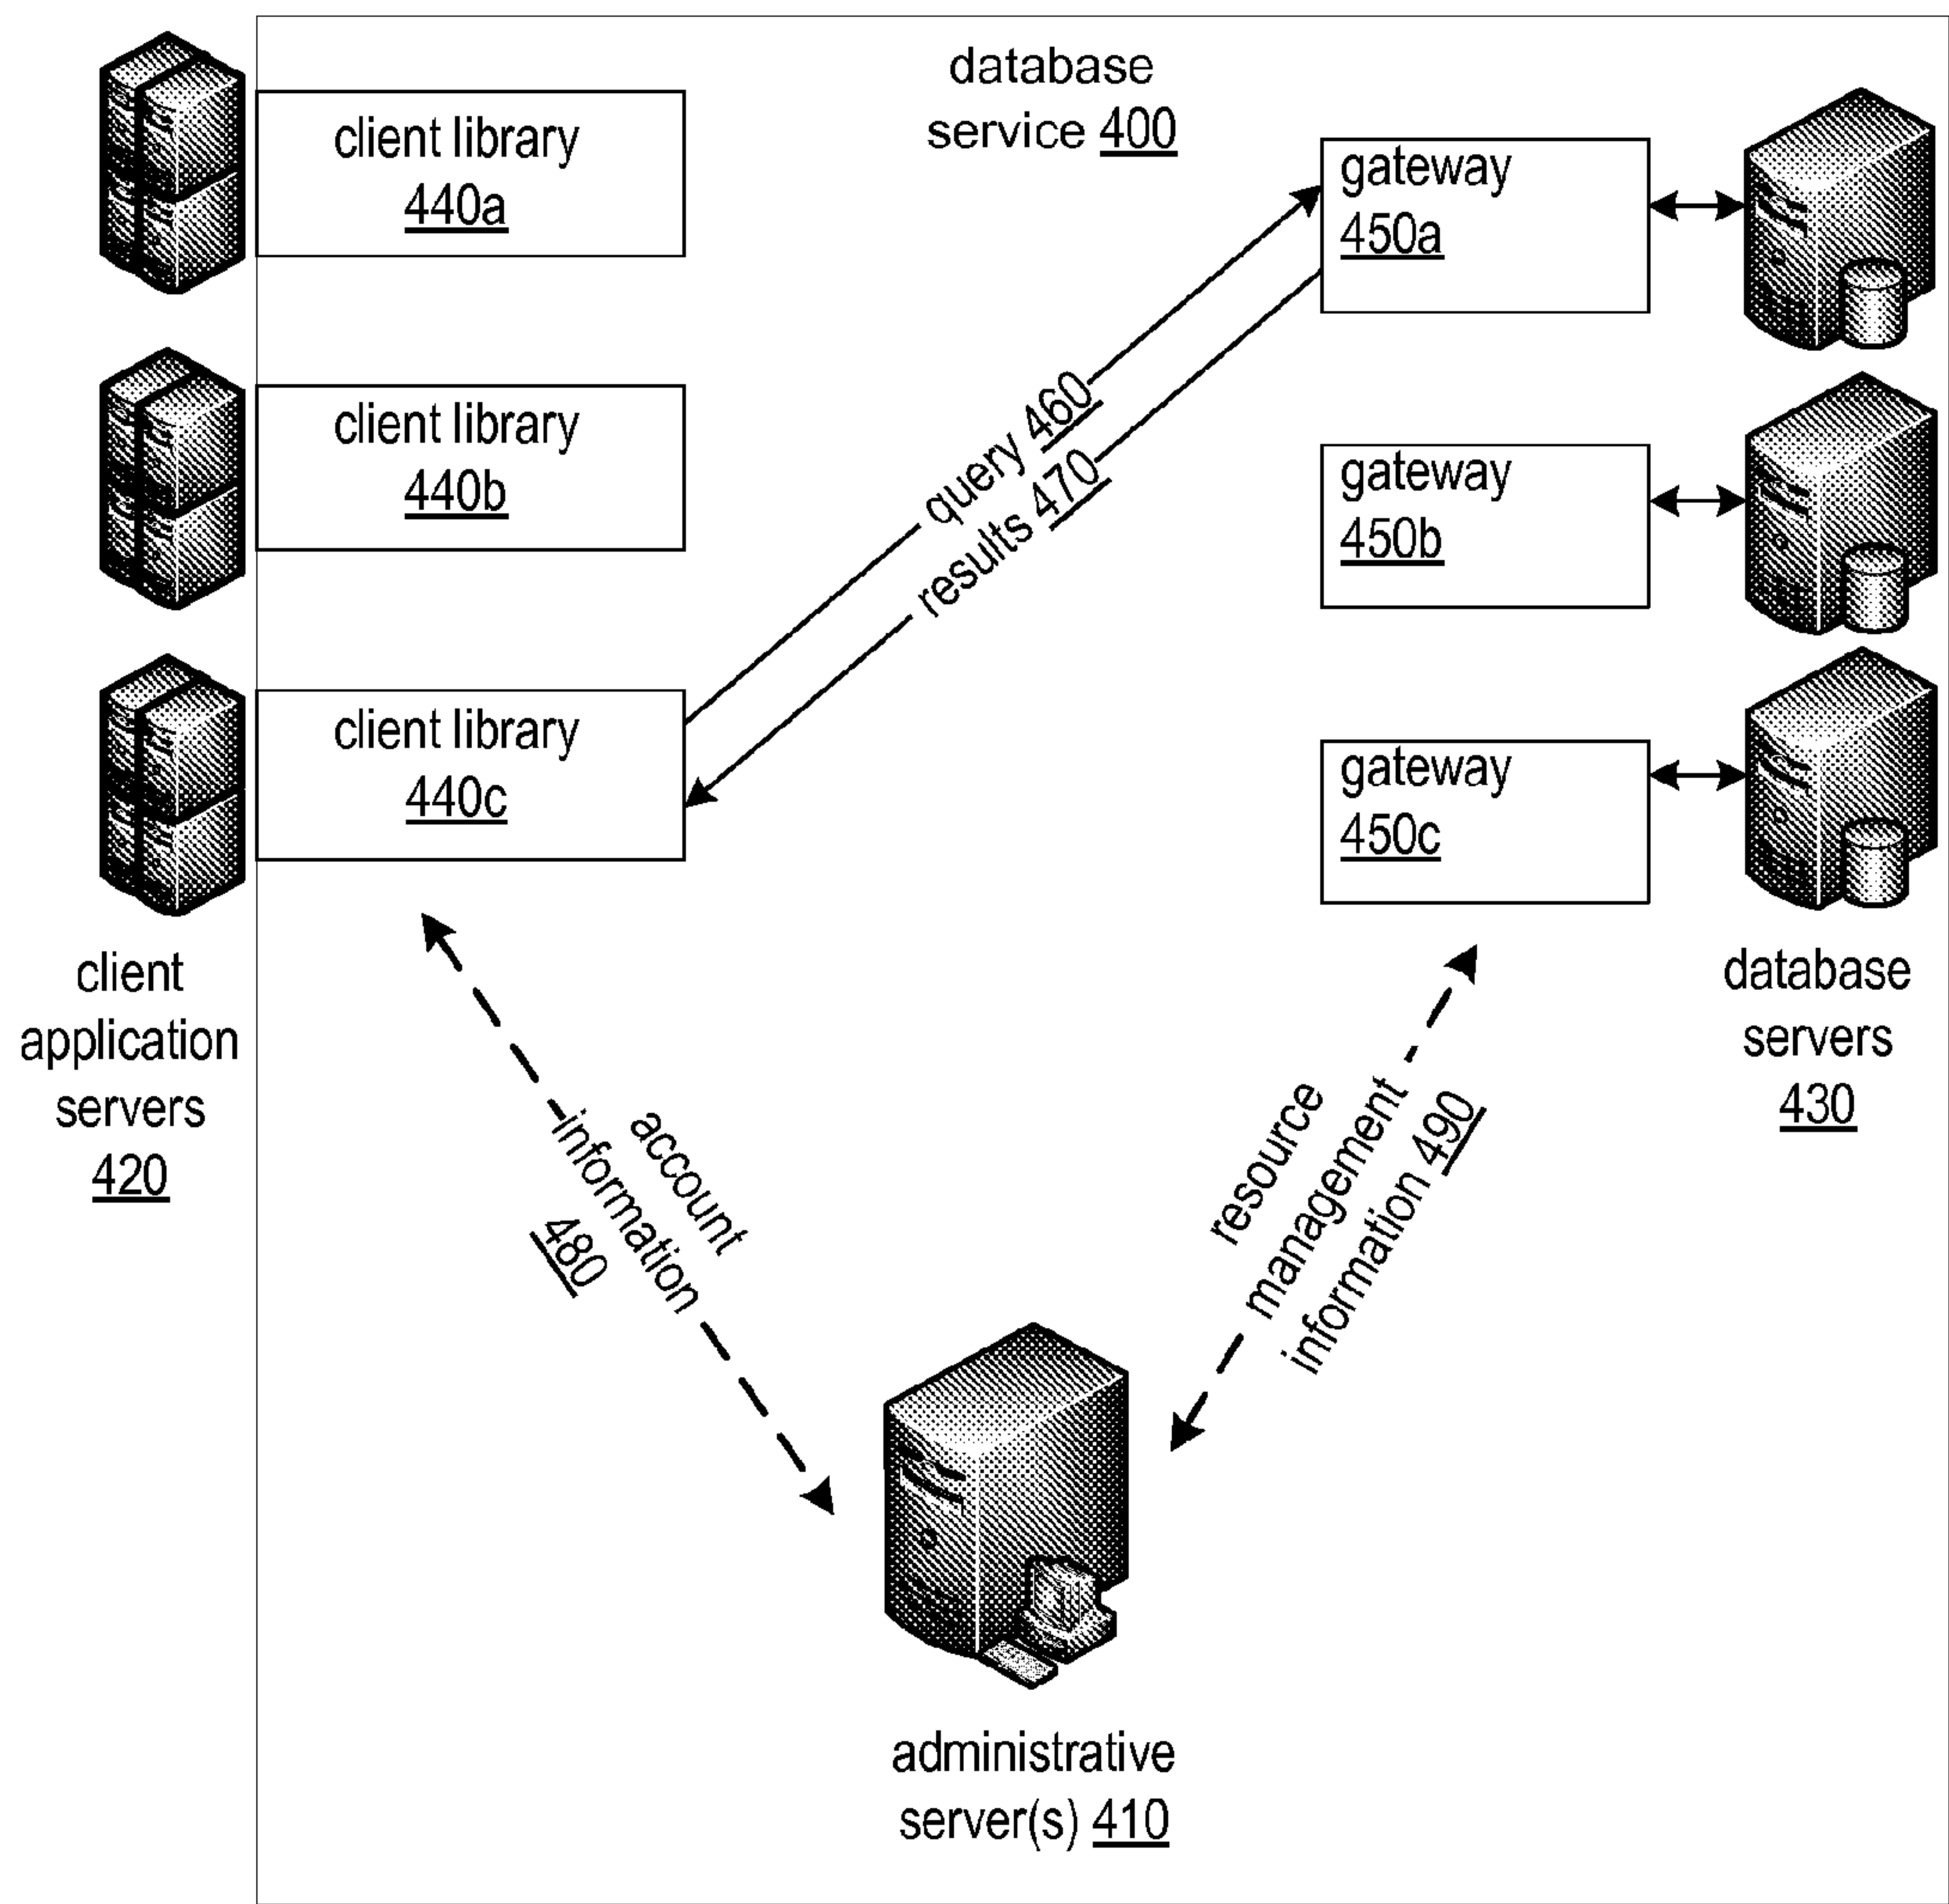 database
service 400
client library
440a
gateway
450a
client library
440b
gateway
450b
query 460
results 470
client library
440c
gateway
450c
client
application
servers
420
database
servers
430
account
information
480
resource
management
information 490
administrative
server(s) 410